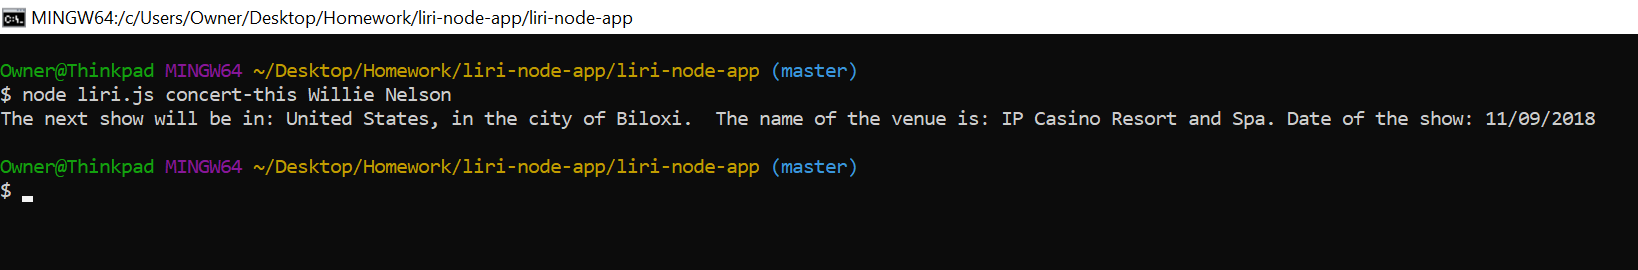 MINGW64:/c/Users/Owner/Desktop/Homework/liri-node-app/liri-node-app
Owner@Thinkpad MINGW64 ~/Desktop/Homework/liri-node-app/liri-node-app (master)
$ node liri.js concert-this Willie Nelson
The next show will be in: United States, in the city of Biloxi.  The name of the venue is: IP Casino Resort and Spa. Date of the show: 11/09/2018
Owner@Thinkpad MINGW64 ~/Desktop/Homework/liri-node-app/liri-node-app (master)
$